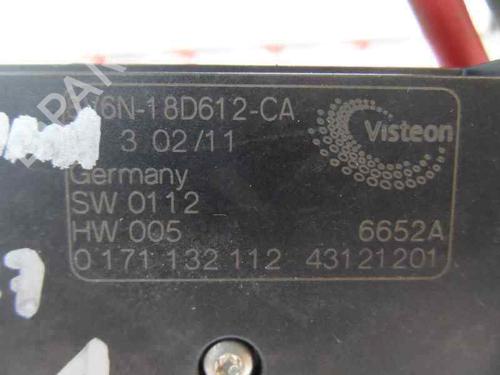 6N-18D612-CA
3 02/11
Visteon
Germany
SW 0112
HW 005 6652A
0 171 132 112 43121201